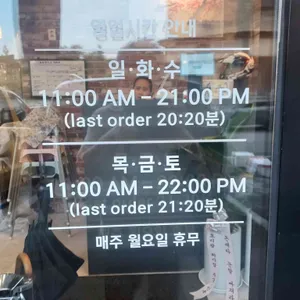 영업시간 안내
일·화·수
11:00 AM – 21:00 PM
(last order 20:20분)
목·금·토
11:00 AM – 22:00 PM
(last order 21:20분)
매주 월요일 휴무